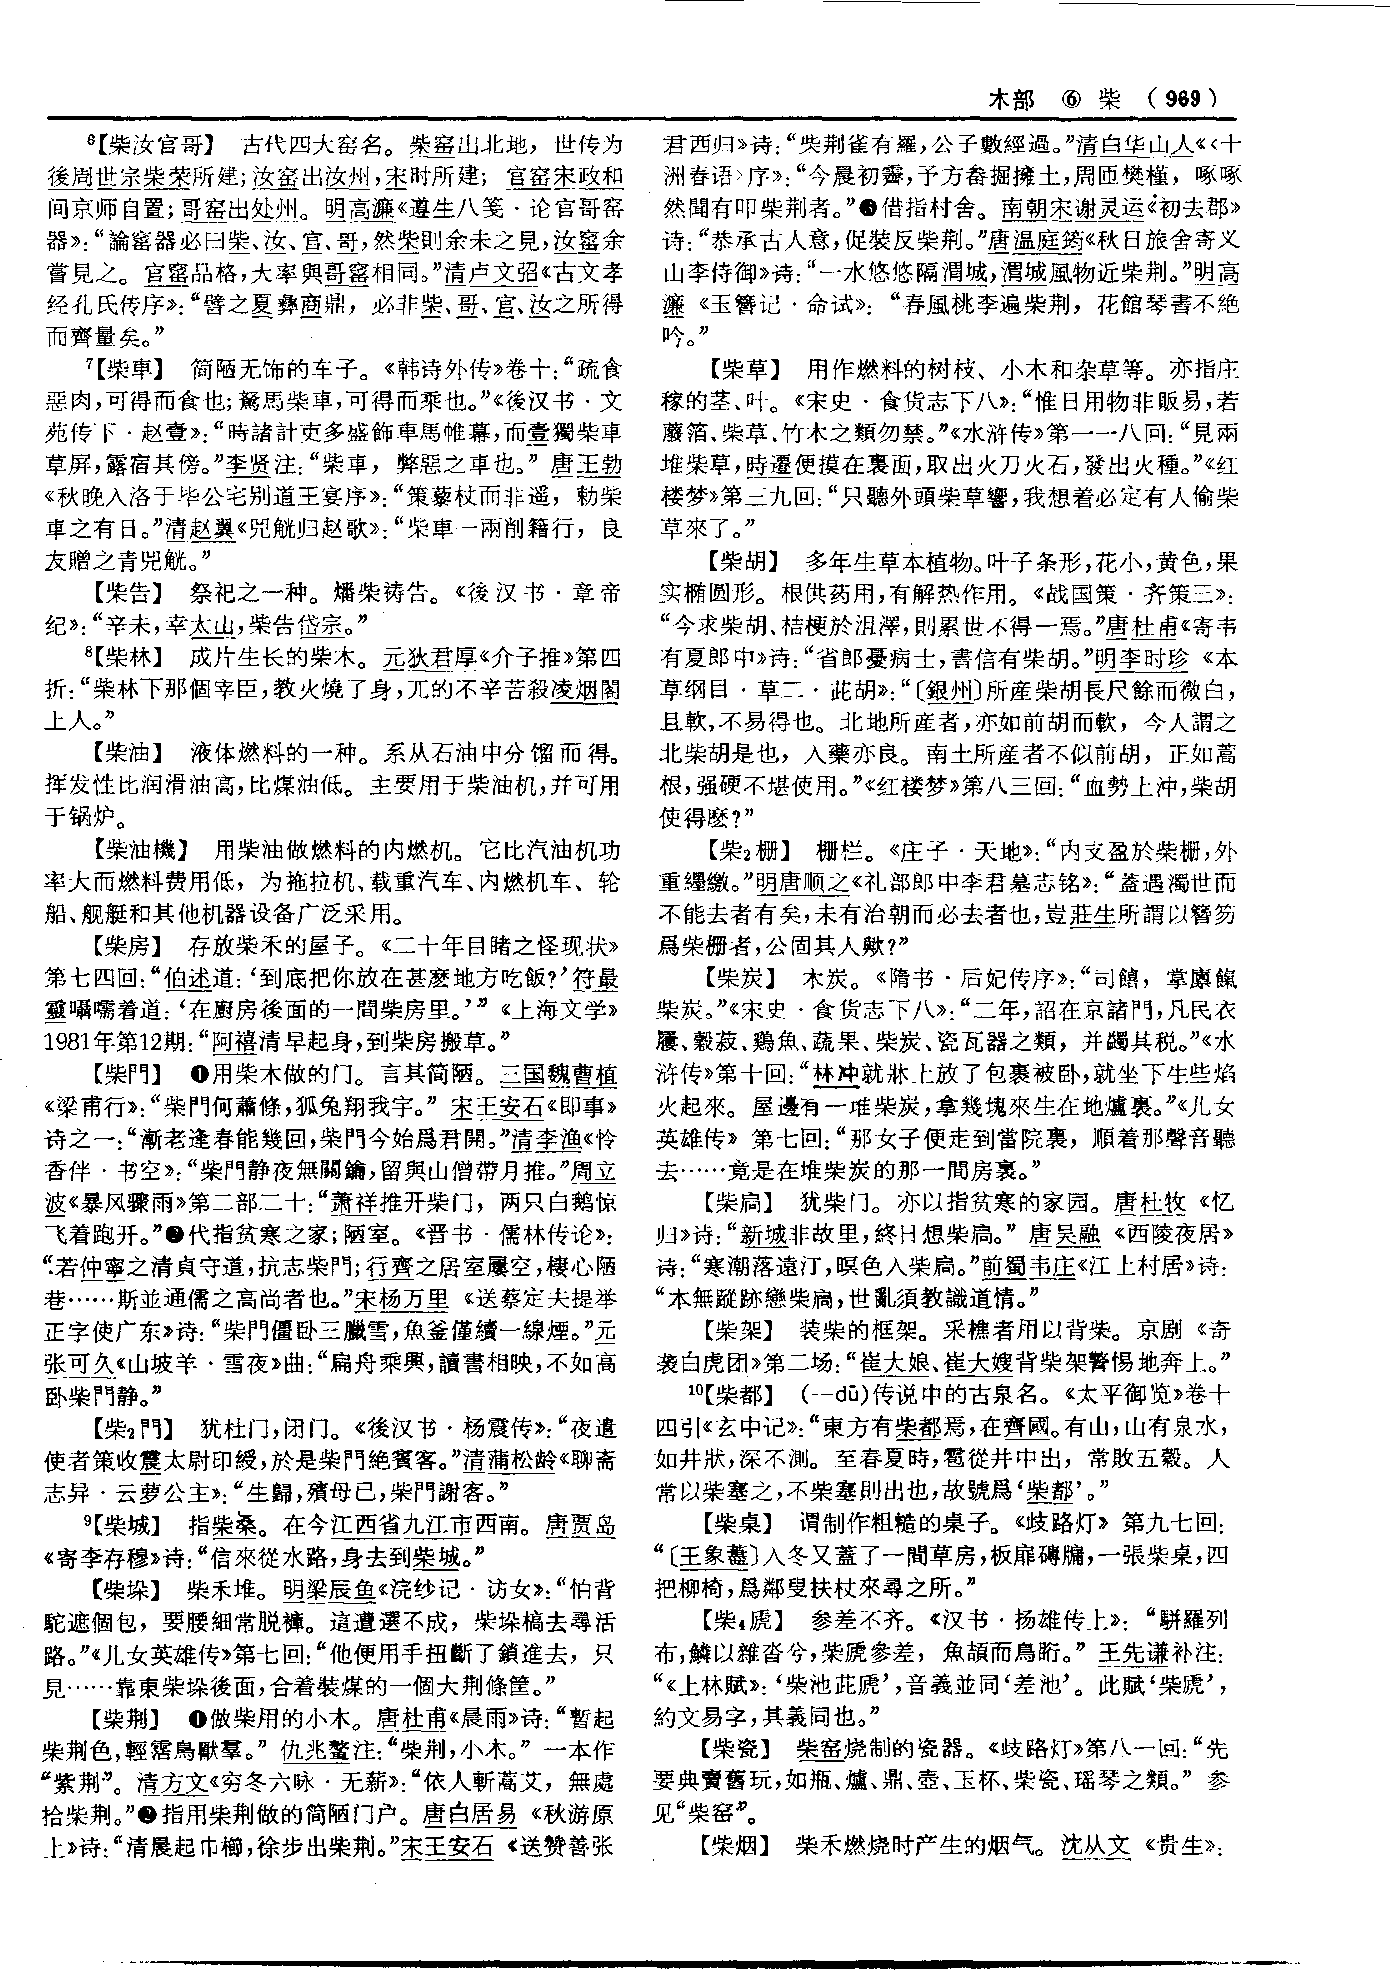 木部 ⑥ 柴 （969）
⁶【柴汝官哥】 古代四大窑名。柴窑出北地，世传为
後周世宗柴荣所建；汝窑出汝州，宋时所建；官窑宋政和
间京师自置；哥窑出处州。明高濂《遵生八笺·论官哥窑
器》：“論窰器必曰柴、汝、官、哥，然柴則余未之見，汝窰余
嘗見之。官窰品格，大率與哥窰相同。”清卢文弨《古文孝
经孔氏传序》：“譬之夏彝商鼎，必非柴、哥、官、汝之所得
而齊量矣。”
⁷【柴車】 简陋无饰的车子。《韩诗外传》卷十：“疏食
惡肉，可得而食也；駑馬柴車，可得而乘也。”《後汉书·文
苑传下·赵壹》：“時諸計吏多盛飾車馬帷幕，而壹獨柴車
草屏，露宿其傍。”李贤注：“柴車，弊惡之車也。”唐王勃
《秋晚入洛于毕公宅别道王宴序》：“策藜杖而非遥，勅柴
車之有日。”清赵翼《兕觥归赵歌》：“柴車一兩削籍行，良
友贈之青兕觥。”
【柴告】 祭祀之一种。燔柴祷告。《後汉书·章帝
纪》：“辛未，幸太山，柴告岱宗。”
⁸【柴林】 成片生长的柴木。元狄君厚《介子推》第四
折：“柴林下那個宰臣，教火燒了身，兀的不辛苦殺凌烟閣
上人。”
【柴油】 液体燃料的一种。系从石油中分馏而得。
挥发性比润滑油高，比煤油低。主要用于柴油机，并可用
于锅炉。
【柴油機】 用柴油做燃料的内燃机。它比汽油机功
率大而燃料费用低，为拖拉机、载重汽车、内燃机车、轮
船、舰艇和其他机器设备广泛采用。
【柴房】 存放柴禾的屋子。《二十年目睹之怪现状》
第七四回：“伯述道：‘到底把你放在甚麽地方吃飯？’符最
靈囁嚅着道：‘在廚房後面的一間柴房里。’”《上海文学》
1981年第12期：“阿禧清早起身，到柴房搬草。”
【柴門】 ❶用柴木做的门。言其简陋。三国魏曹植
《梁甫行》：“柴門何蕭條，狐兔翔我宇。”宋王安石《即事》
诗之一：“漸老逢春能幾回，柴門今始爲君開。”清李渔《怜
香伴·书空》：“柴門静夜無關鑰，留與山僧帶月推。”周立
波《暴风骤雨》第二部二十：“萧祥推开柴门，两只白鹅惊
飞着跑开。”❷代指贫寒之家；陋室。《晋书·儒林传论》：
“若仲寧之清貞守道，抗志柴門；行齊之居室屢空，棲心陋
巷……斯並通儒之高尚者也。”宋杨万里《送蔡定夫提举
正字使广东》诗：“柴門僵卧三臘雪，魚釜僅續一線煙。”元
张可久《山坡羊·雪夜》曲：“扁舟乘興，讀書相映，不如高
卧柴門静。”
【柴₂門】 犹杜门，闭门。《後汉书·杨震传》：“夜遣
使者策收震太尉印綬，於是柴門絶賓客。”清蒲松龄《聊斋
志异·云萝公主》：“生歸，殯母已，柴門謝客。”
⁹【柴城】 指柴桑。在今江西省九江市西南。唐贾岛
《寄李存穆》诗：“信來從水路，身去到柴城。”
【柴垛】 柴禾堆。明梁辰鱼《浣纱记·访女》：“怕背
駝遮個包，要腰細常脱褲。這遭選不成，柴垛槁去尋活
路。”《儿女英雄传》第七回：“他便用手扭斷了鎖進去，只
見……靠東柴垛後面，合着裝煤的一個大荆條筐。”
【柴荆】 ❶做柴用的小木。唐杜甫《晨雨》诗：“暫起
柴荆色，輕霑鳥獸羣。”仇兆鳌注：“柴荆，小木。”一本作
“紫荆”。清方文《穷冬六咏·无薪》：“依人斬蒿艾，無處
拾柴荆。”❷指用柴荆做的简陋门户。唐白居易《秋游原
上》诗：“清晨起巾櫛，徐步出柴荆。”宋王安石《送赞善张
君西归》诗：“柴荆雀有羅，公子數經過。”清白华山人《〈十
洲春语〉序》：“今晨初霽，予方畚掘擁土，周匝樊槿，啄啄
然聞有叩柴荆者。”❸借指村舍。南朝宋谢灵运《初去郡》
诗：“恭承古人意，促裝反柴荆。”唐温庭筠《秋日旅舍寄义
山李侍御》诗：“一水悠悠隔渭城，渭城風物近柴荆。”明高
濂《玉簪记·命试》：“春風桃李遍柴荆，花館琴書不絶
吟。”
【柴草】 用作燃料的树枝、小木和杂草等。亦指庄
稼的茎、叶。《宋史·食货志下八》：“惟日用物非販易，若
蘆箔、柴草、竹木之類勿禁。”《水浒传》第一一八回：“見兩
堆柴草，時遷便摸在裏面，取出火刀火石，發出火種。”《红
楼梦》第三九回：“只聽外頭柴草響，我想着必定有人偷柴
草來了。”
【柴胡】 多年生草本植物。叶子条形，花小，黄色，果
实椭圆形。根供药用，有解热作用。《战国策·齐策三》：
“今求柴胡、桔梗於沮澤，則累世不得一焉。”唐杜甫《寄韦
有夏郎中》诗：“省郎憂病士，書信有柴胡。”明李时珍《本
草纲目·草二·茈胡》：“〔銀州〕所産柴胡長尺餘而微白，
且軟，不易得也。北地所産者，亦如前胡而軟，今人謂之
北柴胡是也，入藥亦良。南土所産者不似前胡，正如蒿
根，强硬不堪使用。”《红楼梦》第八三回：“血勢上沖，柴胡
使得麽？”
【柴₂栅】 栅栏。《庄子·天地》：“内支盈於柴栅，外
重纆繳。”明唐顺之《礼部郎中李君墓志铭》：“蓋遇濁世而
不能去者有矣，未有治朝而必去者也，豈莊生所謂以簪笏
爲柴栅者，公固其人歟？”
【柴炭】 木炭。《隋书·后妃传序》：“司饎，掌廩餼
柴炭。”《宋史·食货志下八》：“二年，詔在京諸門，凡民衣
屨、穀菽、鷄魚、蔬果、柴炭、瓷瓦器之類，并蠲其税。”《水
浒传》第十回：“林冲就牀上放了包裹被卧，就坐下生些焰
火起來。屋邊有一堆柴炭，拿幾塊來生在地爐裏。”《儿女
英雄传》第七回：“那女子便走到當院裏，順着那聲音聽
去……竟是在堆柴炭的那一間房裏。”
【柴扃】 犹柴门。亦以指贫寒的家园。唐杜牧《忆
归》诗：“新城非故里，終日想柴扃。”唐吴融《西陵夜居》
诗：“寒潮落遠汀，暝色入柴扃。”前蜀韦庄《江上村居》诗：
“本無蹤跡戀柴扃，世亂須教識道情。”
【柴架】 装柴的框架。采樵者用以背柴。京剧《奇
袭白虎团》第二场：“崔大娘、崔大嫂背柴架警惕地奔上。”
¹⁰【柴都】 （--dū）传说中的古泉名。《太平御览》卷十
四引《玄中记》：“東方有柴都焉，在齊國。有山，山有泉水，
如井狀，深不測。至春夏時，雹從井中出，常敗五穀。人
常以柴塞之，不柴塞則出也，故號爲‘柴都’。”
【柴桌】 谓制作粗糙的桌子。《歧路灯》第九七回：
“〔王象藎〕入冬又蓋了一間草房，板扉磚牖，一張柴桌，四
把柳椅，爲鄰叟扶杖來尋之所。”
【柴₄虒】 参差不齐。《汉书·扬雄传上》：“駢羅列
布，鱗以雜沓兮，柴虒參差，魚頡而鳥䀪。”王先谦补注：
“《上林賦》：‘柴池茈虒’，音義並同‘差池’。此賦‘柴虒’，
約文易字，其義同也。”
【柴瓷】 柴窑烧制的瓷器。《歧路灯》第八一回：“先
要典賣舊玩，如瓶、爐、鼎、壺、玉杯、柴瓷、瑶琴之類。”参
见“柴窑”。
【柴烟】 柴禾燃烧时产生的烟气。沈从文《贵生》：